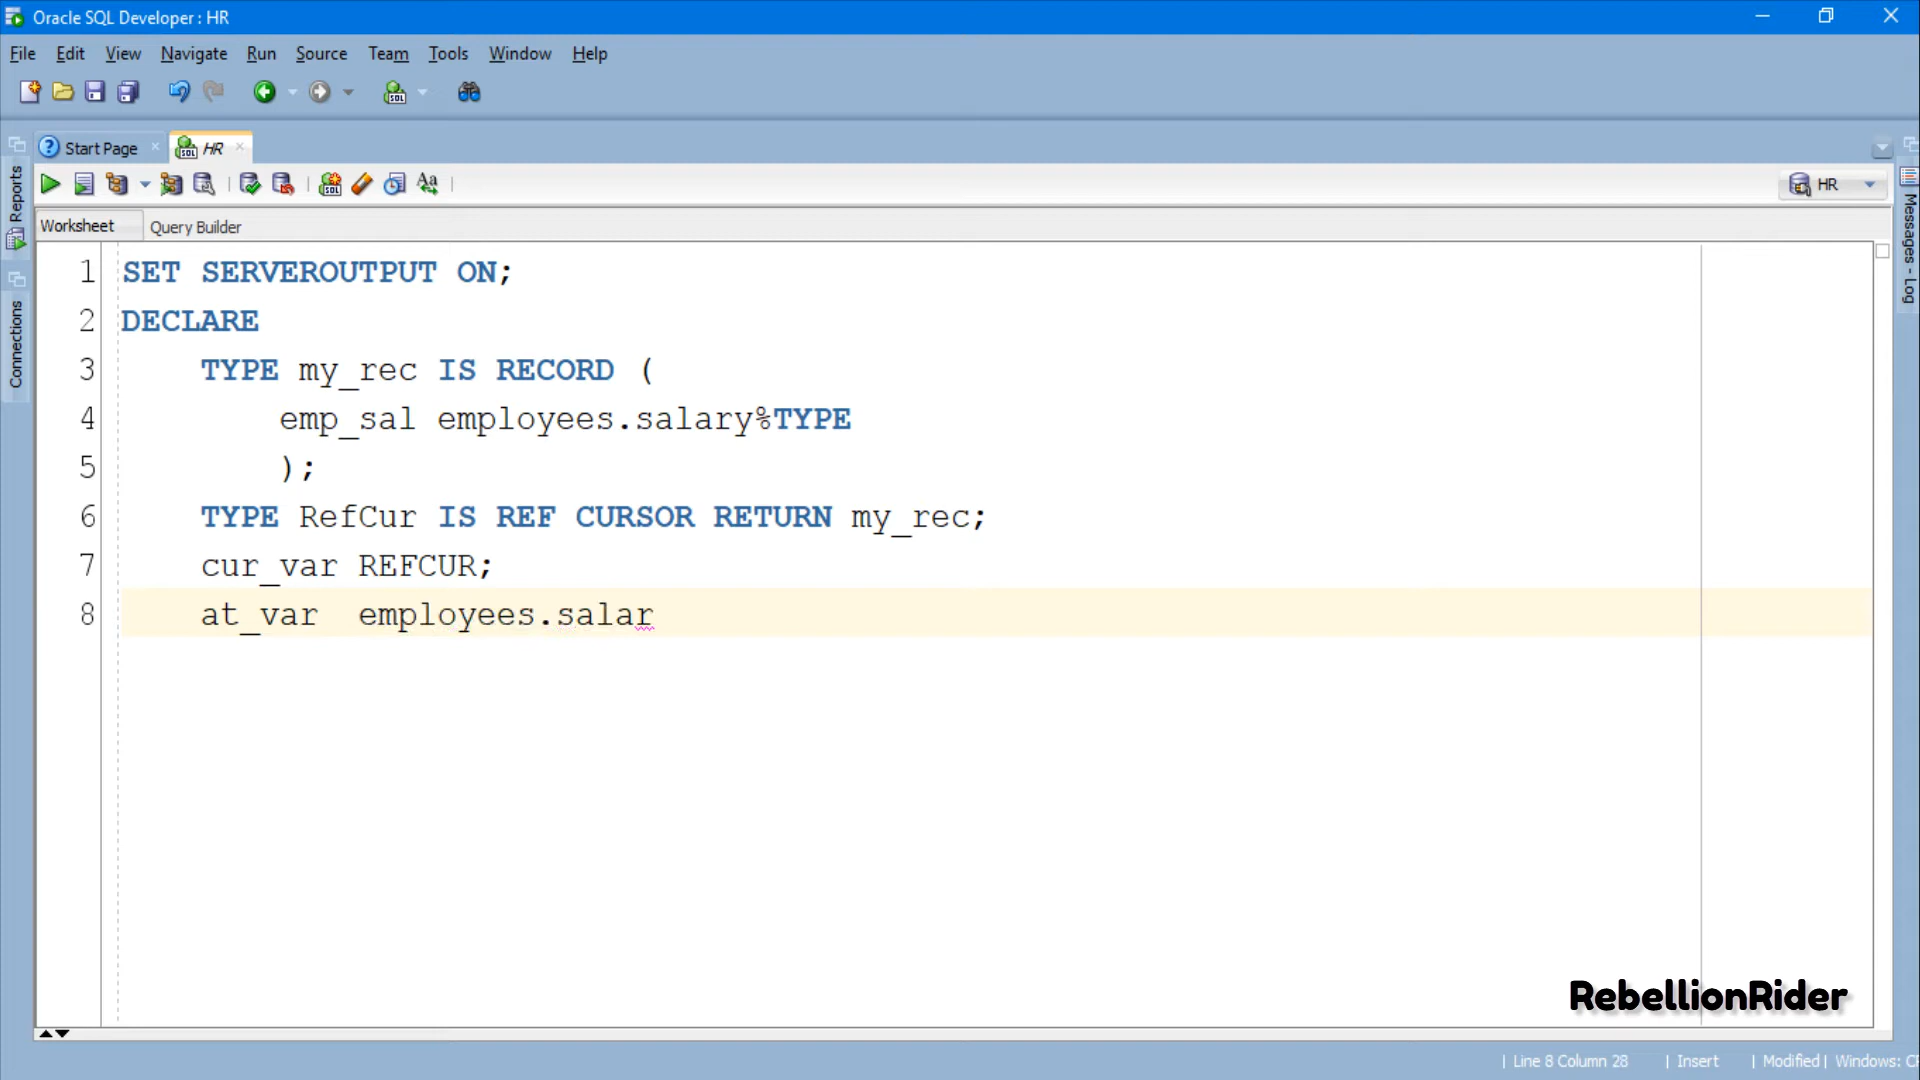 Oracle SQL Developer : HR
File Edit View Navigate Run Source Team Tools Window Help
Start Page
HR
Reports
Connections
Messages - Log
HR
Worksheet
Query Builder
1 SET SERVEROUTPUT ON;
2 DECLARE
3 TYPE my_rec IS RECORD (
4 emp_sal employees.salary%TYPE
5 );
6 TYPE RefCur IS REF CURSOR RETURN my_rec;
7 cur_var REFCUR;
8 at_var employees.salar
RebellionRider
| Line 8 Column 28 | Insert | Modified | Windows: C